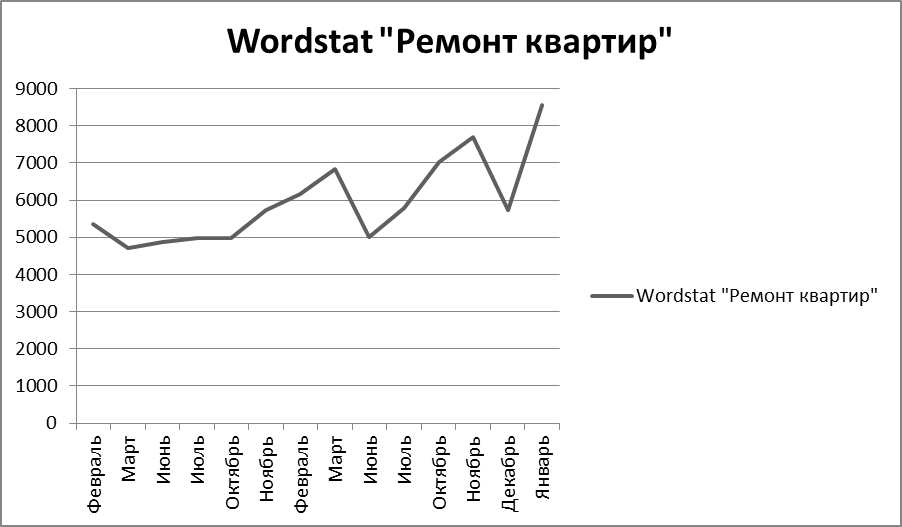 Wordstat "Ремонт квартир"
9000
8000
7000
6000
5000
4000
3000
2000
1000
0
Февраль
Март
Июнь
Июль
Октябрь
Ноябрь
Февраль
Март
Июнь
Июль
Октябрь
Ноябрь
Декабрь
Январь
Wordstat "Ремонт квартир"